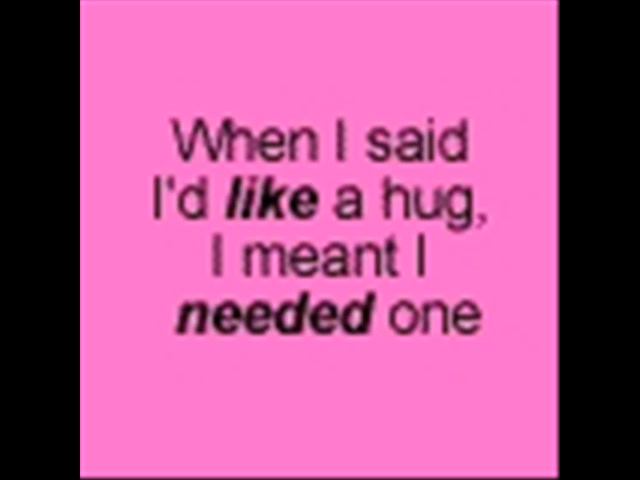 When I said
I'd like a hug,
I meant I
needed one